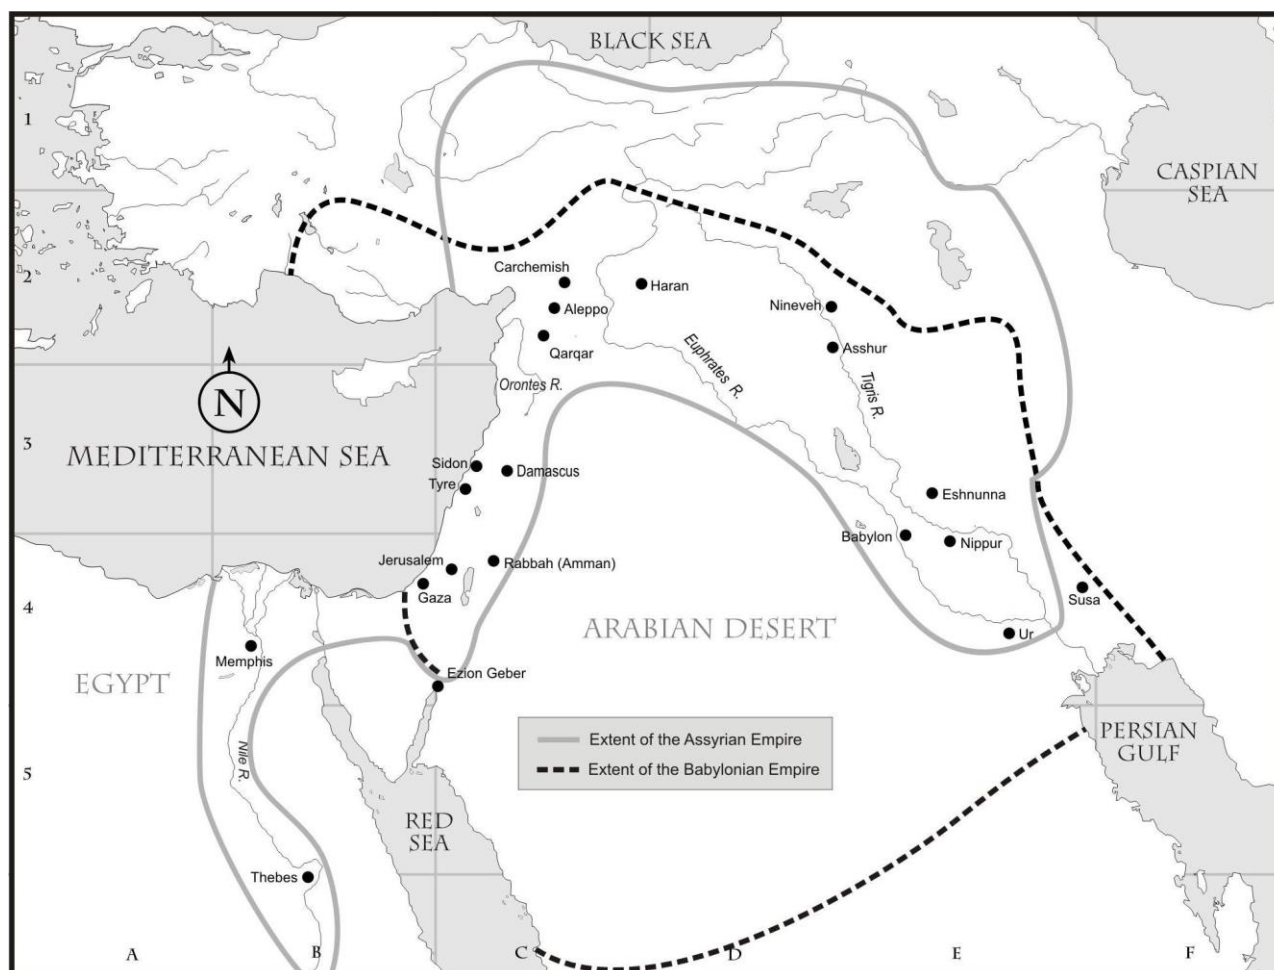 BLACK SEA
1
CASPIAN
SEA
2
Carchemish
Haran
Nineveh
Aleppo
Asshur
Qarqar
Euphrates R.
Tigris R.
Orontes R.
N
3
MEDITERRANEAN SEA
Sidon
Damascus
Tyre
Eshnunna
Babylon
Nippur
Jerusalem
Rabbah (Amman)
Gaza
Susa
4
ARABIAN DESERT
Ur
Memphis
Ezion Geber
EGYPT
PERSIAN
GULF
Extent of the Assyrian Empire
Extent of the Babylonian Empire
Nile R.
5
RED
SEA
Thebes
A
B
C
D
E
F